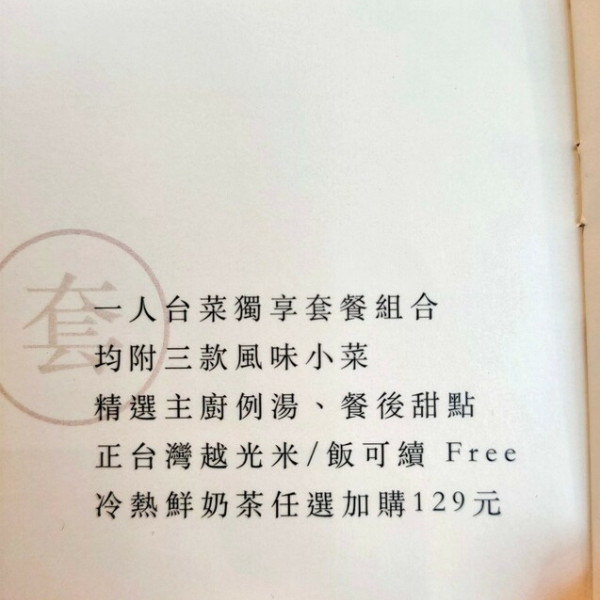 套
一人台菜獨享套餐組合
均附三款風味小菜
精選主廚例湯、餐後甜點
正台灣越光米/飯可續 Free
冷熱鮮奶茶任選加購129元